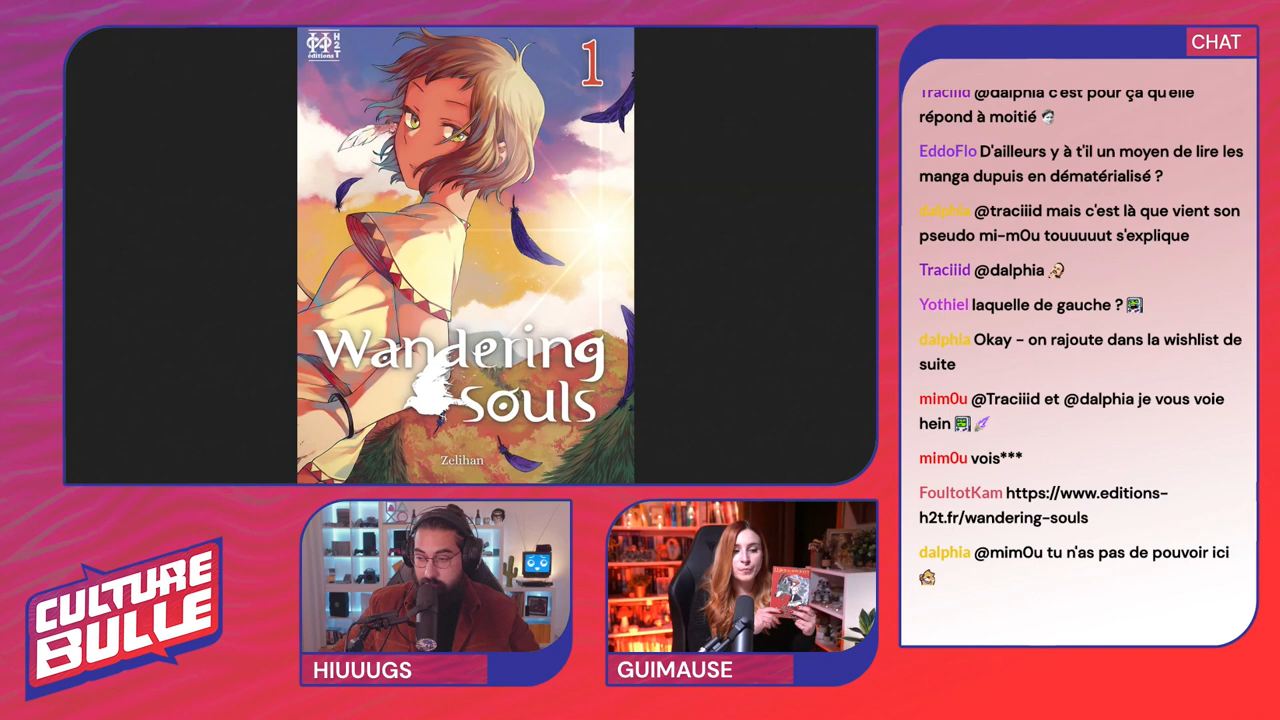 H2T
éditions
1
Wandering
Souls
Zelihan
CULTURE
BULLE
HIUUUGS
GUIMAUSE
CHAT
Traciiid @dalphia c'est pour ça qu'elle
répond à moitié
EddoFlo D'ailleurs y à t'il un moyen de lire les
manga dupuis en dématérialisé ?
dalphia @traciiid mais c'est là que vient son
pseudo mi-m0u touuuuut s'explique
Traciiid @dalphia
Yothiel laquelle de gauche ?
dalphia Okay - on rajoute dans la wishlist de
suite
mim0u @Traciiid et @dalphia je vous voie
hein
mim0u vois***
FoultotKam https://www.editions-
h2t.fr/wandering-souls
dalphia @mim0u tu n'as pas de pouvoir ici